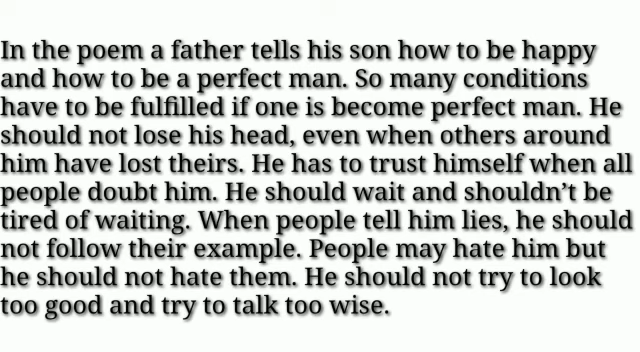 In the poem a father tells his son how to be happy
and how to be a perfect man. So many conditions
have to be fulfilled if one is become perfect man. He
should not lose his head, even when others around
him have lost theirs. He has to trust himself when all
people doubt him. He should wait and shouldn’t be
tired of waiting. When people tell him lies, he should
not follow their example. People may hate him but
he should not hate them. He should not try to look
too good and try to talk too wise.